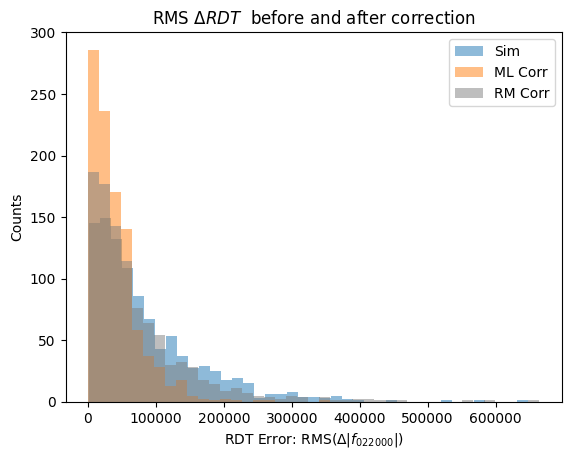 RMS ΔRDT before and after correction
Sim
ML Corr
RM Corr
Counts
300
250
200
150
100
50
0
0 100000 200000 300000 400000 500000 600000
RDT Error: RMS(Δ|f₀₂₂₀₀₀|)